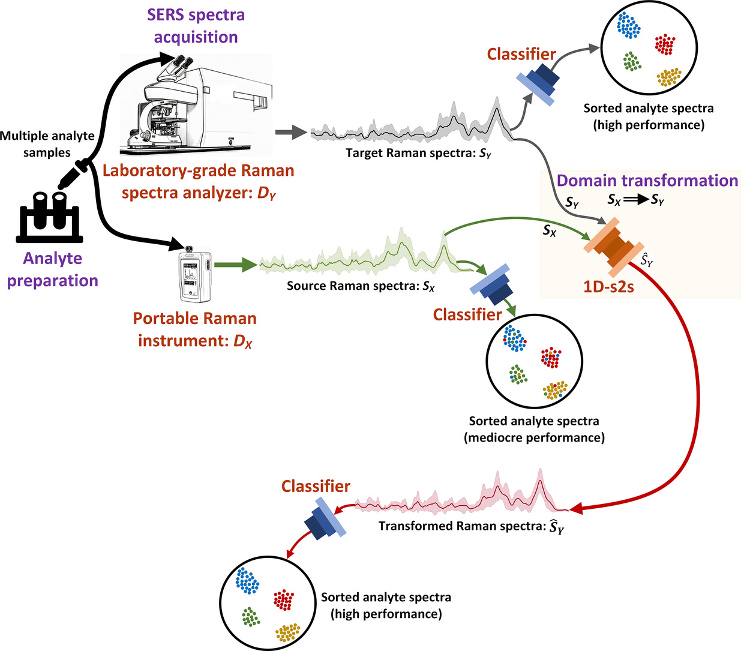 SERS spectra
acquisition
Multiple analyte
samples
Laboratory-grade Raman
spectra analyzer: D_Y
Analyte
preparation
Target Raman spectra: S_Y
Classifier
Sorted analyte spectra
(high performance)
Domain transformation
S_X ⇒ S_Y
S_Y
S_X
Ŝ_Y
1D-s2s
Portable Raman
instrument: D_X
Source Raman spectra: S_X
Classifier
Sorted analyte spectra
(mediocre performance)
Transformed Raman spectra: Ŝ_Y
Classifier
Sorted analyte spectra
(high performance)